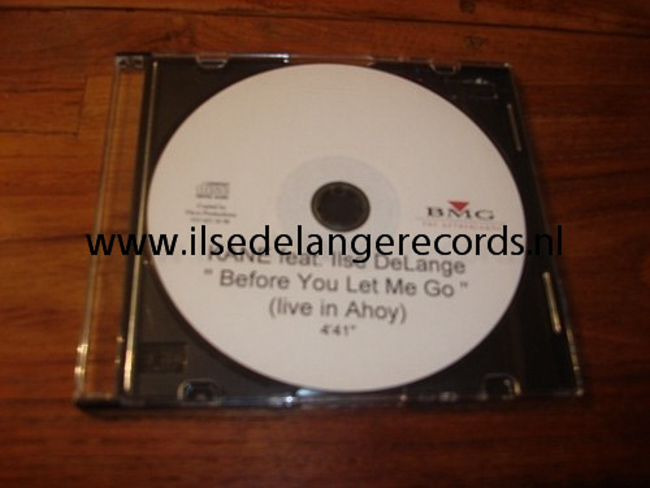 BMG
www.ilsedelangerecords.nl
KANE feat. Ilse DeLange
" Before You Let Me Go "
(live in Ahoy)
4'41"